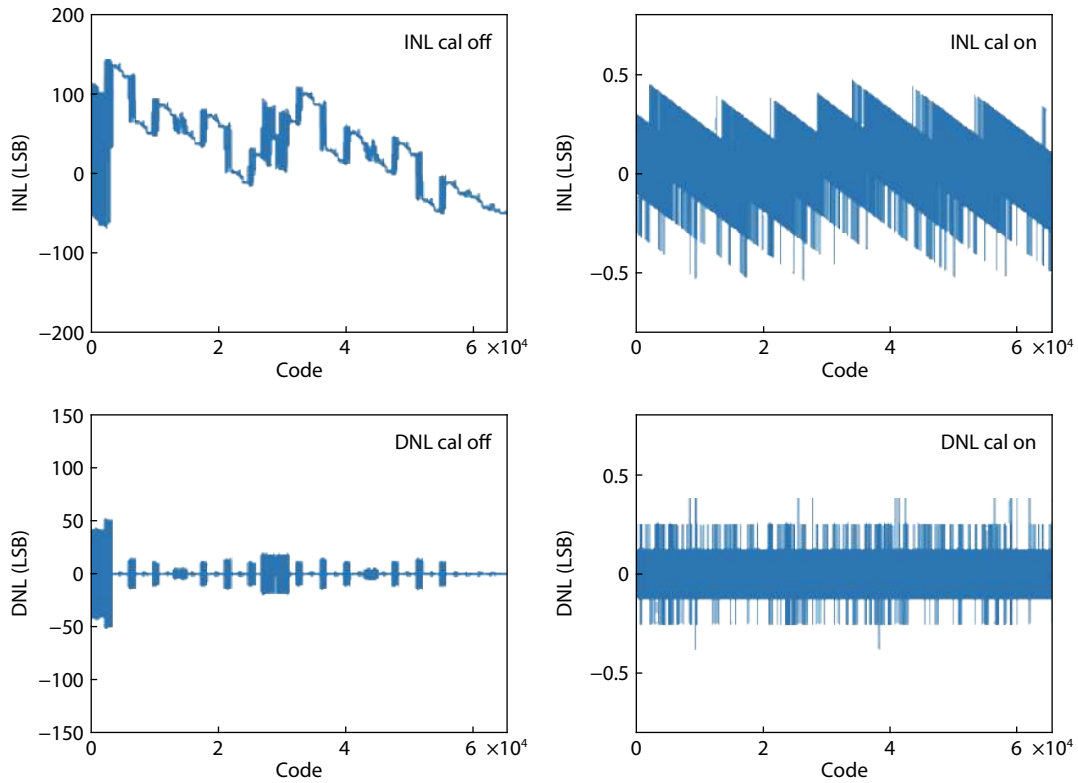 200
INL cal off
100
0
−100
−200
INL (LSB)
0 2 4 6 ×10⁴
Code
INL cal on
0.5
0
−0.5
INL (LSB)
0 2 4 6 ×10⁴
Code
150
DNL cal off
100
50
0
−50
−100
−150
DNL (LSB)
0 2 4 6 ×10⁴
Code
DNL cal on
0.5
0
−0.5
DNL (LSB)
0 2 4 6 ×10⁴
Code